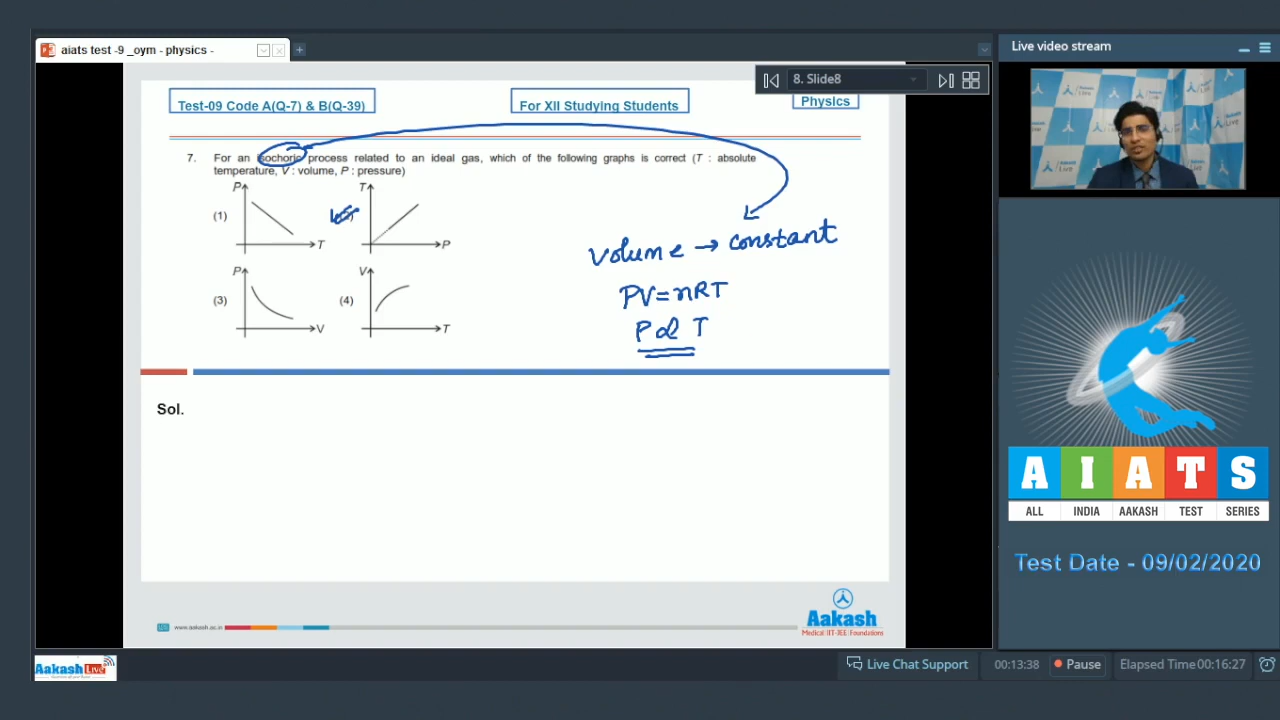 aiats test -9 _oym - physics -
Live video stream
8. Slide8
Test-09 Code A(Q-7) & B(Q-39)
For XII Studying Students
Physics
7. For an isochoric process related to an ideal gas, which of the following graphs is correct (T : absolute
temperature, V : volume, P : pressure)
P
T
(1)
T
P
P
V
(3)
(4)
V
T
Volume → constant
PV=nRT
P α T
Sol.
A I A T S
ALL INDIA AAKASH TEST SERIES
Test Date - 09/02/2020
www.aakash.ac.in
Aakash
Medical|IIT-JEE|Foundations
Aakash Live
Live Chat Support
00:13:38
Pause
Elapsed Time 00:16:27